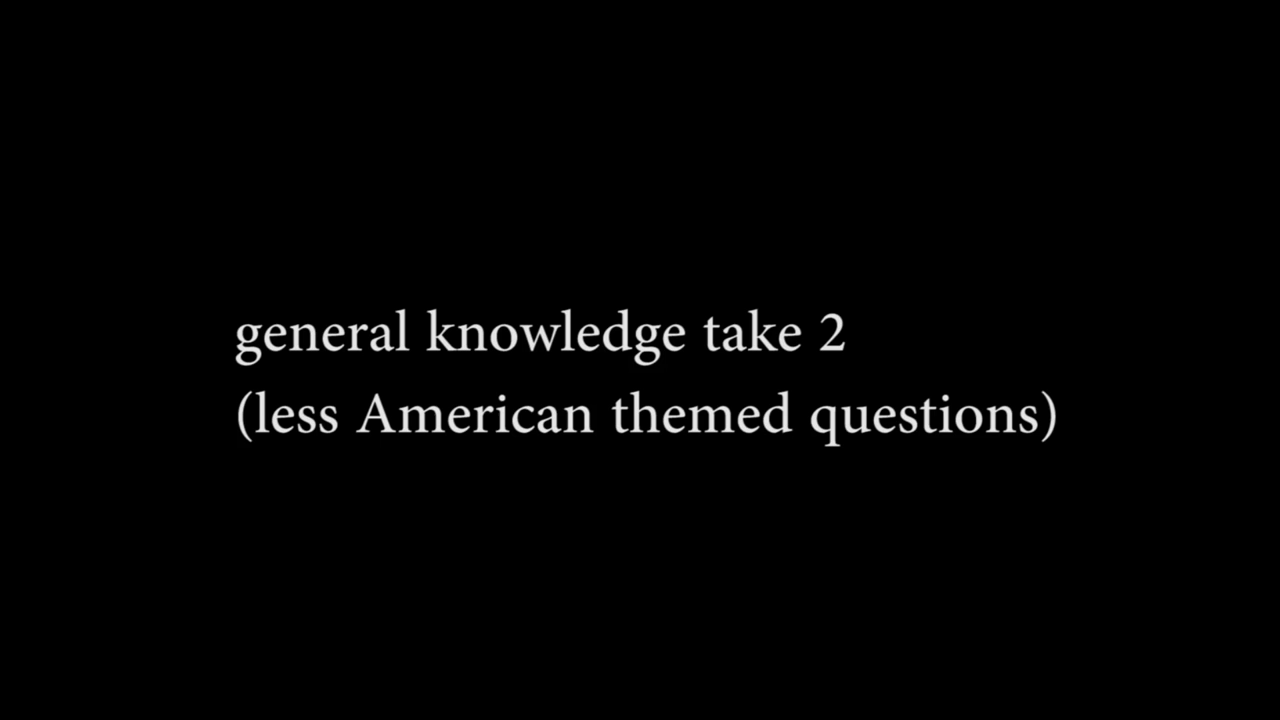 general knowledge take 2
(less American themed questions)